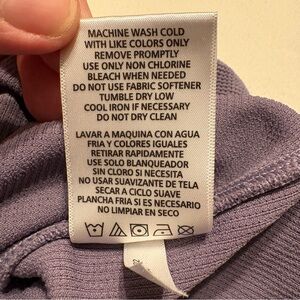 MACHINE WASH COLD
WITH LIKE COLORS ONLY
REMOVE PROMPTLY
USE ONLY NON CHLORINE
BLEACH WHEN NEEDED
DO NOT USE FABRIC SOFTENER
TUMBLE DRY LOW
COOL IRON IF NECESSARY
DO NOT DRY CLEAN
LAVAR A MAQUINA CON AGUA
FRIA Y COLORES IGUALES
RETIRAR RAPIDAMENTE
USE SOLO BLANQUEADOR
SIN CLORO SI NECESITA
NO USAR SUAVIZANTE DE TELA
SECAR A CICLO SUAVE
PLANCHA FRIA SI ES NECESARIO
NO LIMPIAR EN SECO